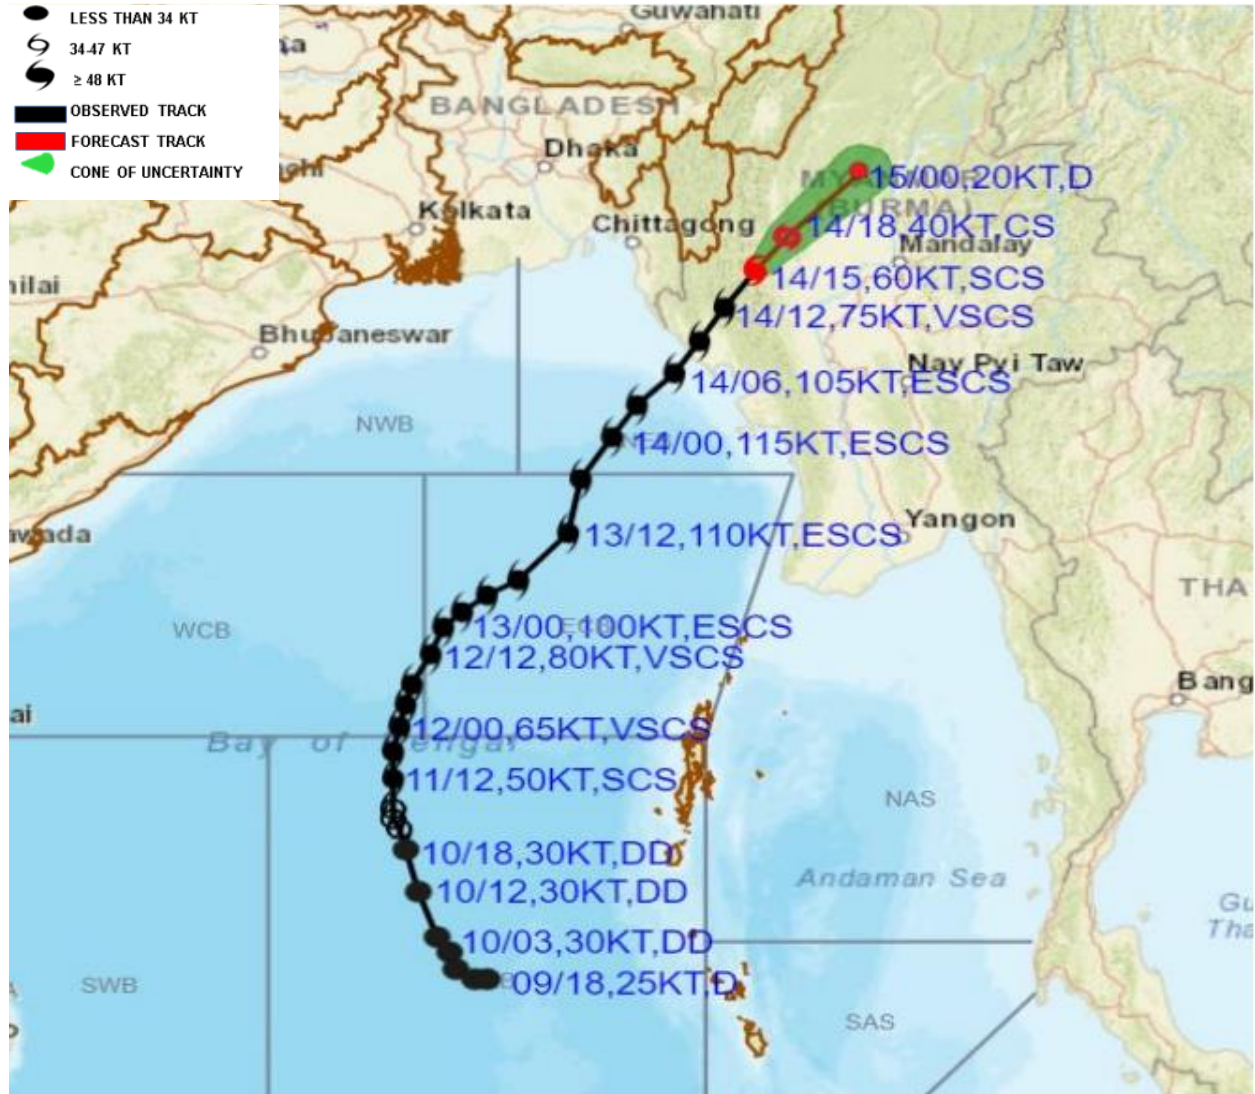 LESS THAN 34 KT
34-47 KT
≥ 48 KT
OBSERVED TRACK
FORECAST TRACK
CONE OF UNCERTAINTY
Guwahati
BANGLADESH
Dhaka
15/00,20KT,D
Kolkata
Chittagong
14/18,40KT,CS
Mandalay
14/15,60KT,SCS
14/12,75KT,VSCS
Bhubaneswar
Nay Pyi Taw
14/06,105KT,ESCS
NWB
14/00,115KT,ESCS
Yangon
13/12,110KT,ESCS
THA
WCB
13/00,100KT,ESCS
12/12,80KT,VSCS
Bang
12/00,65KT,VSCS
Bay of Bengal
11/12,50KT,SCS
NAS
10/18,30KT,DD
Andaman Sea
10/12,30KT,DD
Gu
Tha
10/03,30KT,DD
09/18,25KT,D
SWB
SAS